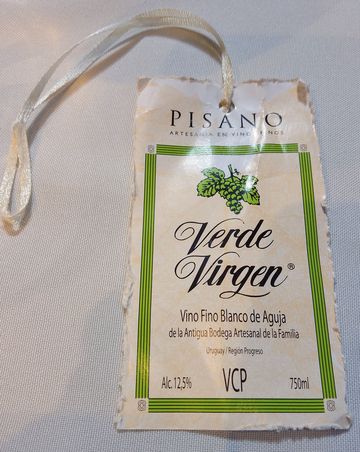 PISANO
ARTESANIA EN VINOS FINOS
Verde
Virgen®
Vino Fino Blanco de Aguja
de la Antigua Bodega Artesanal de la Familia
Uruguay / Región Progreso
Alc. 12,5% VCP 750ml